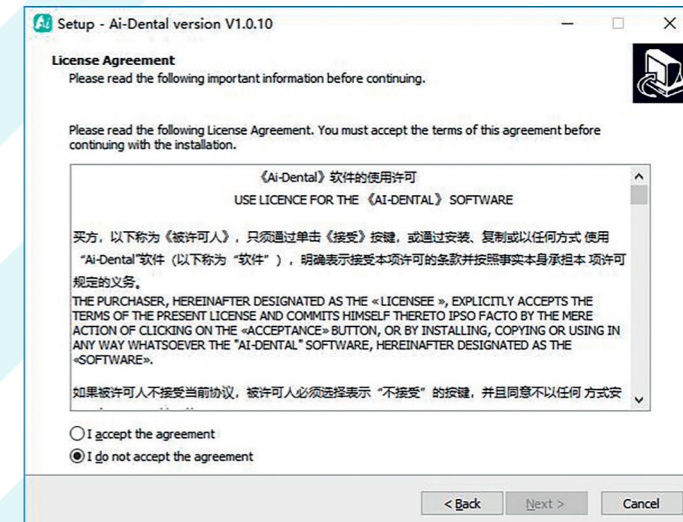 Ai Setup - Ai-Dental version V1.0.10
License Agreement
Please read the following important information before continuing.
Please read the following License Agreement. You must accept the terms of this agreement before
continuing with the installation.
《Ai-Dental》软件的使用许可
USE LICENCE FOR THE 《AI-DENTAL》 SOFTWARE
买方，以下称为《被许可人》，只须通过单击《接受》按键，或通过安装、复制或以任何方式 使用
“Ai-Dental”软件（以下称为“软件”），明确表示接受本项许可的条款并按照事实本身承担本 项许可
规定的义务。
THE PURCHASER, HEREINAFTER DESIGNATED AS THE «LICENSEE », EXPLICITLY ACCEPTS THE
TERMS OF THE PRESENT LICENSE AND COMMITS HIMSELF THERETO IPSO FACTO BY THE MERE
ACTION OF CLICKING ON THE «ACCEPTANCE» BUTTON, OR BY INSTALLING, COPYING OR USING IN
ANY WAY WHATSOEVER THE "AI-DENTAL" SOFTWARE, HEREINAFTER DESIGNATED AS THE
«SOFTWARE».
如果被许可人不接受当前协议，被许可人必须选择表示“不接受”的按键，并且同意不以任何 方式安
I accept the agreement
I do not accept the agreement
< Back Next > Cancel